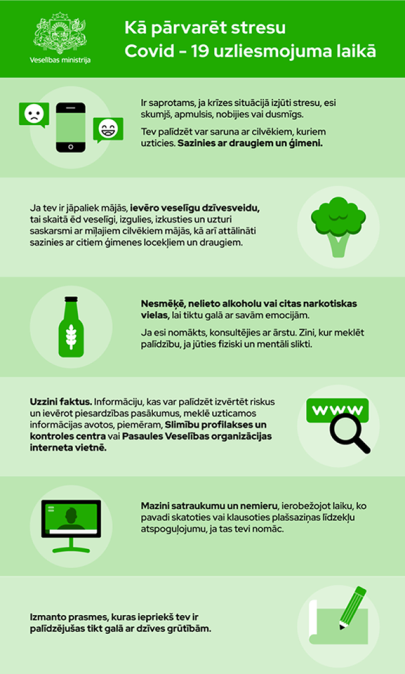 Kā pārvarēt stresu
Covid - 19 uzliesmojuma laikā
Veselības ministrija
Ir saprotams, ja krīzes situācijā izjūti stresu, esi
skumjš, apmulsis, nobijies vai dusmīgs.
Tev palīdzēt var saruna ar cilvēkiem, kuriem
uzticies. Sazinies ar draugiem un ģimeni.
Ja tev ir jāpaliek mājās, ievēro veselīgu dzīvesveidu,
tai skaitā ēd veselīgi, izgulies, izkusties un uzturi
saskarsmi ar mīļajiem cilvēkiem mājās, kā arī attālināti
sazinies ar citiem ģimenes locekļiem un draugiem.
Nesmēķē, nelieto alkoholu vai citas narkotiskas
vielas, lai tiktu galā ar savām emocijām.
Ja esi nomākts, konsultējies ar ārstu. Zini, kur meklēt
palīdzību, ja jūties fiziski un mentāli slikti.
Uzzini faktus. Informāciju, kas var palīdzēt izvērtēt riskus
un ievērot piesardzības pasākumus, meklē uzticamos
informācijas avotos, piemēram, Slimību profilakses un
kontroles centra vai Pasaules Veselības organizācijas
interneta vietnē.
www
Mazini satraukumu un nemieru, ierobežojot laiku, ko
pavadi skatoties vai klausoties plašsaziņas līdzekļu
atspoguļojumu, ja tas tevi nomāc.
Izmanto prasmes, kuras iepriekš tev ir
palīdzējušas tikt galā ar dzīves grūtībām.